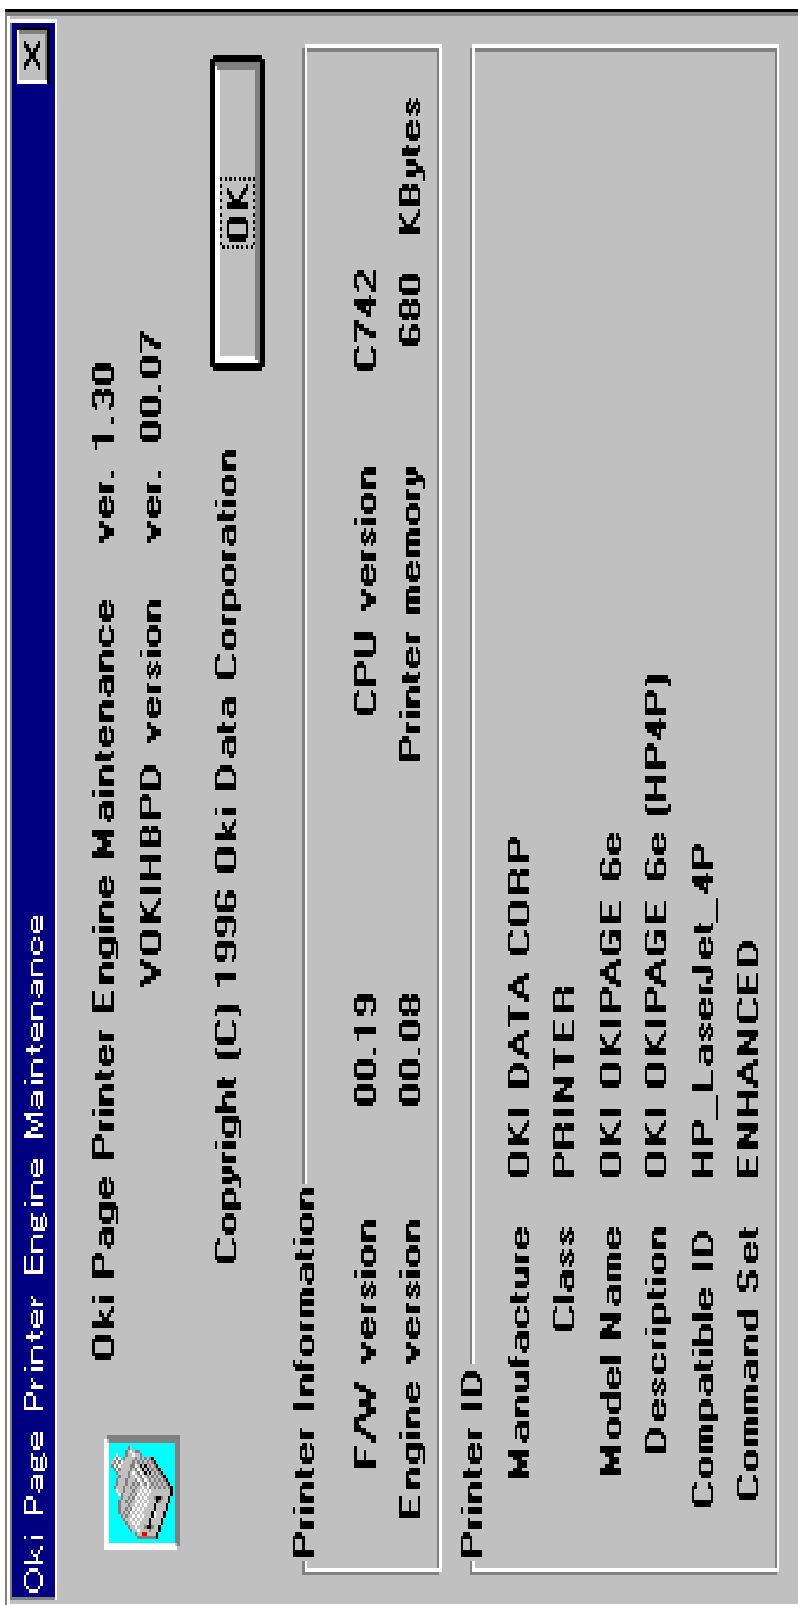 Oki Page Printer Engine Maintenance
Oki Page Printer Engine Maintenance ver. 1.30
VOKIHBPD version ver. 00.07
Copyright (C) 1996 Oki Data Corporation
OK
Printer Information
F/W version 00.19 CPU version C742
Engine version 00.08 Printer memory 680 KBytes
Printer ID
Manufacture OKI DATA CORP
Class PRINTER
Model Name OKI OKIPAGE 6e
Description OKI OKIPAGE 6e (HP4P)
Compatible ID HP_LaserJet_4P
Command Set ENHANCED